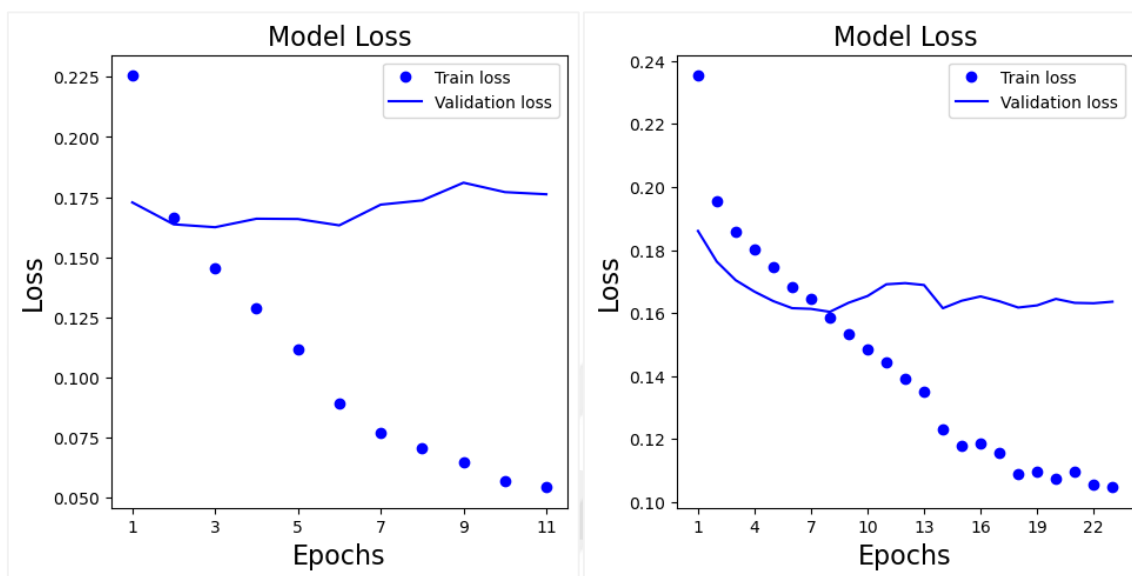 Model Loss
Train loss
Validation loss
0.225
0.200
0.175
0.150
0.125
0.100
0.075
0.050
Loss
1 3 5 7 9 11
Epochs
Model Loss
Train loss
Validation loss
0.24
0.22
0.20
0.18
0.16
0.14
0.12
0.10
Loss
1 4 7 10 13 16 19 22
Epochs